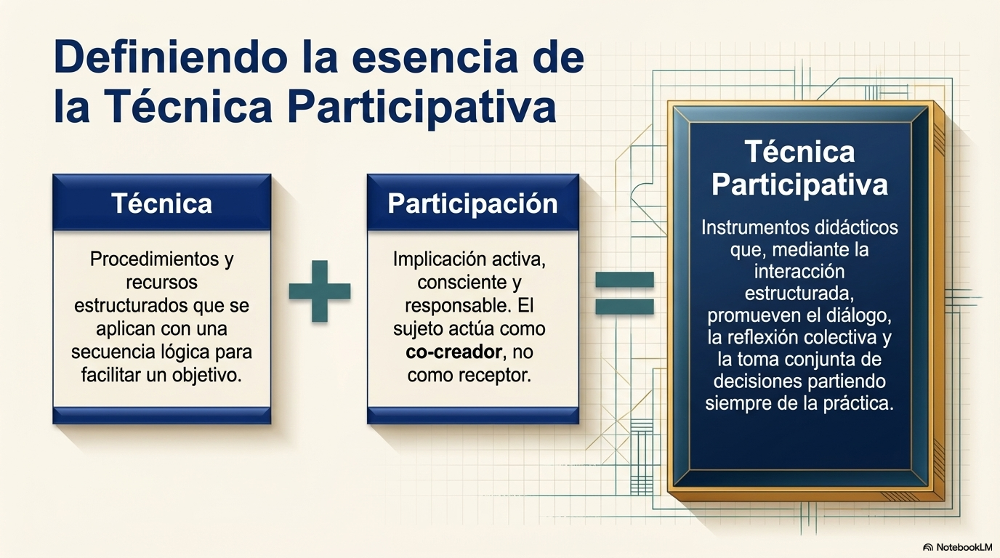 Definiendo la esencia de
la Técnica Participativa
Técnica
Procedimientos y
recursos
estructurados que se
aplican con una
secuencia lógica para
facilitar un objetivo.
+
Participación
Implicación activa,
consciente y
responsable. El
sujeto actúa como
co-creador, no
como receptor.
=
Técnica
Participativa
Instrumentos didácticos
que, mediante la
interacción
estructurada,
promueven el diálogo,
la reflexión colectiva y
la toma conjunta de
decisiones partiendo
siempre de la práctica.
NotebookLM